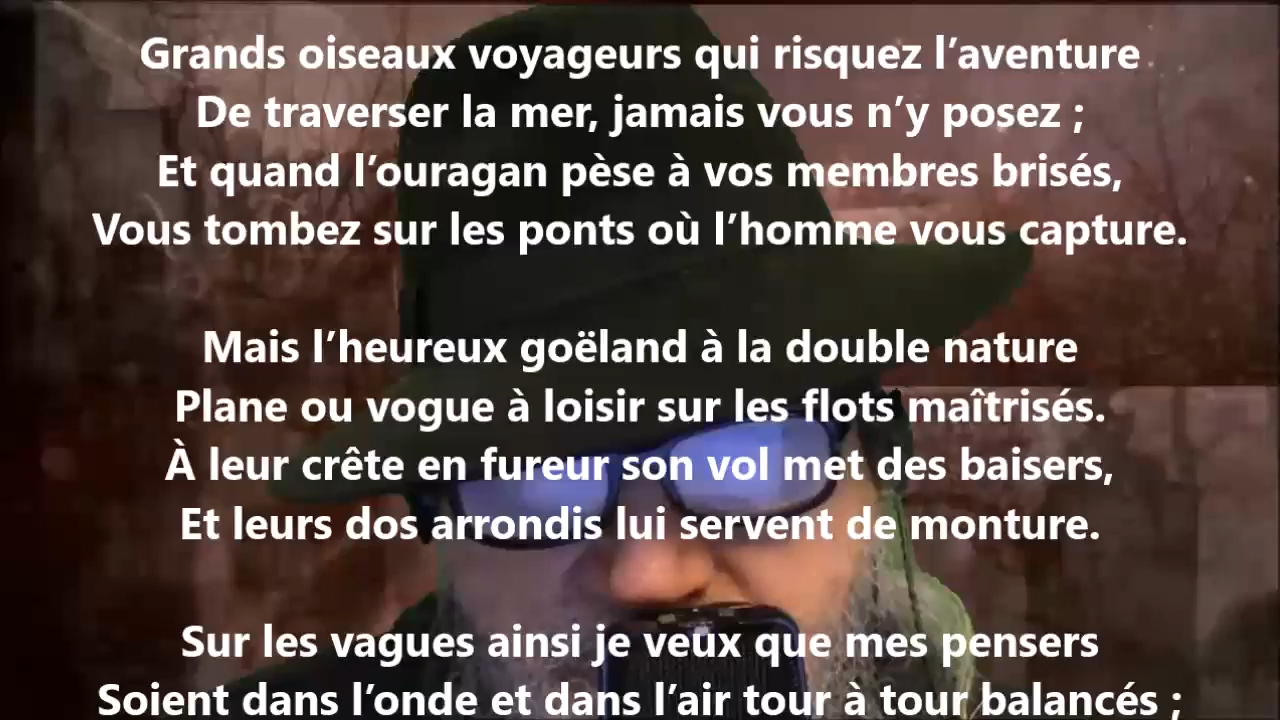 Grands oiseaux voyageurs qui risquez l’aventure
De traverser la mer, jamais vous n’y posez ;
Et quand l’ouragan pèse à vos membres brisés,
Vous tombez sur les ponts où l’homme vous capture.
Mais l’heureux goëland à la double nature
Plane ou vogue à loisir sur les flots maîtrisés.
À leur crête en fureur son vol met des baisers,
Et leurs dos arrondis lui servent de monture.
Sur les vagues ainsi je veux que mes pensers
Soient dans l’onde et dans l’air tour à tour balancés ;